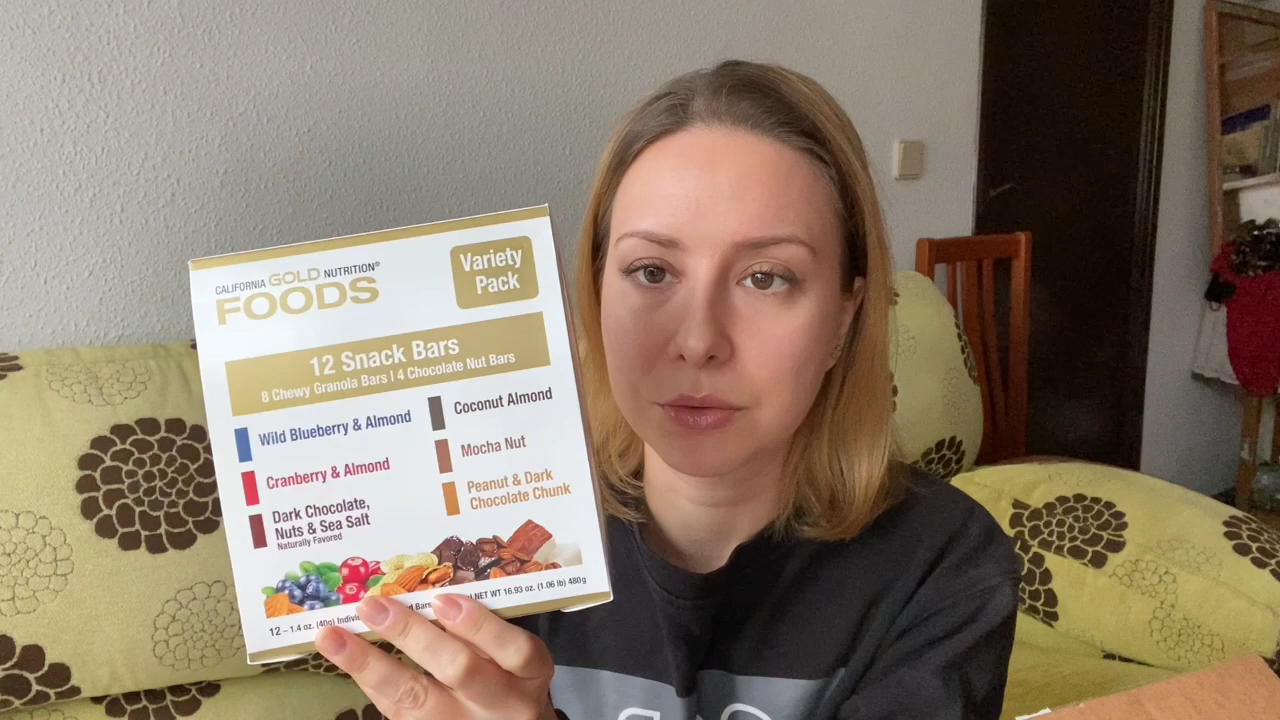 CALIFORNIA GOLD NUTRITION®
FOODS
Variety
Pack
12 Snack Bars
8 Chewy Granola Bars | 4 Chocolate Nut Bars
Wild Blueberry & Almond
Cranberry & Almond
Dark Chocolate,
Nuts & Sea Salt
Naturally Flavored
Coconut Almond
Mocha Nut
Peanut & Dark
Chocolate Chunk
12 – 1.4 oz. (40g) Bars NET WT 16.93 oz. (1.06 lb) 480g